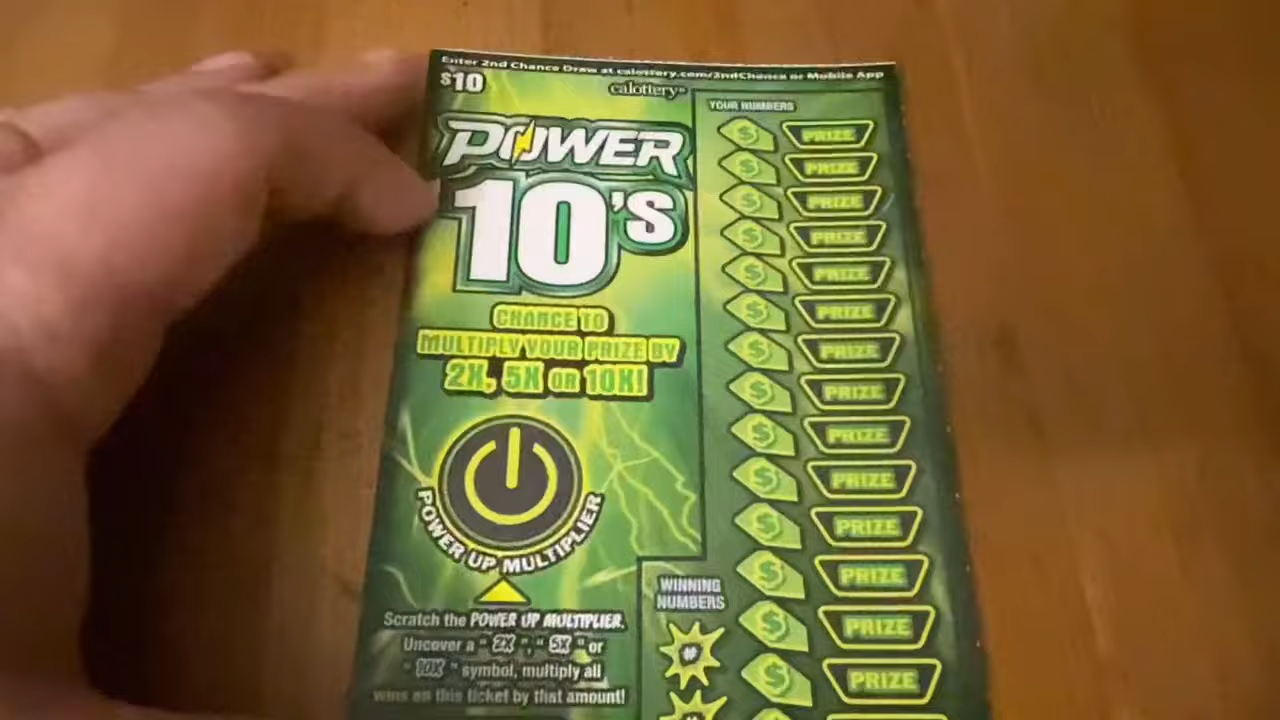 Enter 2nd Chance Draw at calottery.com/2ndChance or Mobile App
$10
calottery
POWER
10'S
CHANCE TO
MULTIPLY YOUR PRIZE BY
2X, 5X OR 10X!
POWER UP MULTIPLIER
Scratch the POWER UP MULTIPLIER.
Uncover a "2X", "5X" or
"10X" symbol, multiply all
wins on this ticket by that amount!
YOUR NUMBERS
$ PRIZE
$ PRIZE
$ PRIZE
$ PRIZE
$ PRIZE
$ PRIZE
$ PRIZE
$ PRIZE
$ PRIZE
$ PRIZE
$ PRIZE
$ PRIZE
$ PRIZE
$ PRIZE
WINNING
NUMBERS
#
#